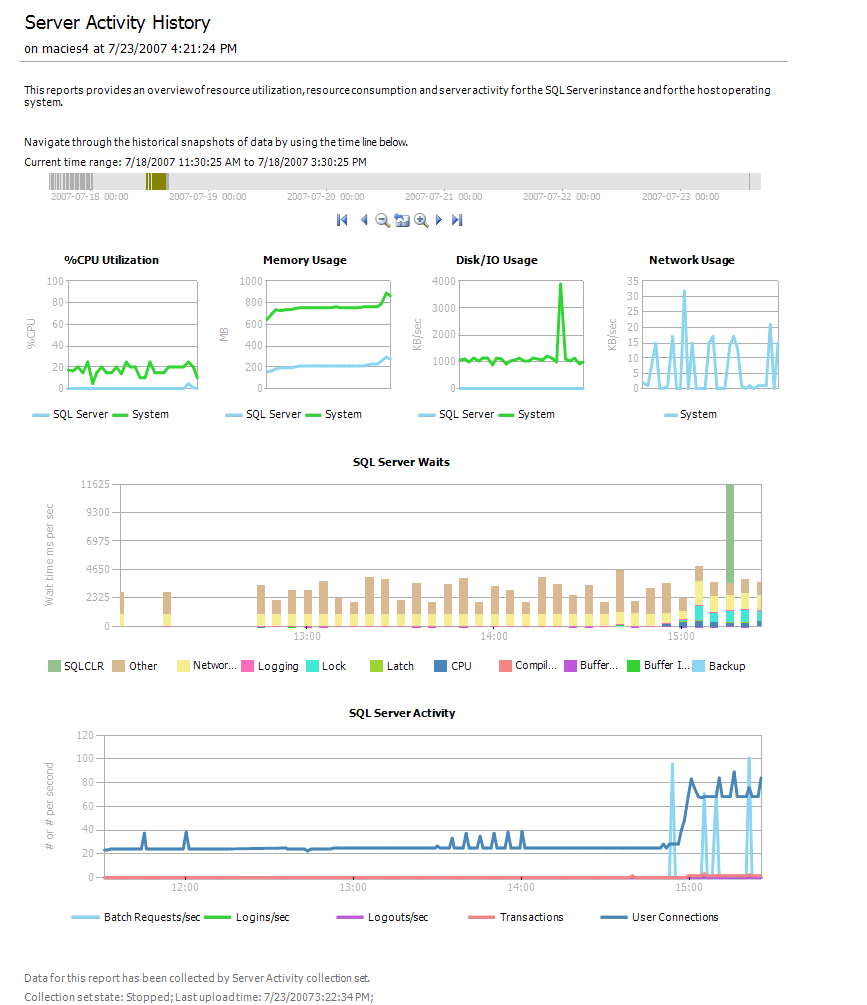 Server Activity History
on macies4 at 7/23/2007 4:21:24 PM
This reports provides an overview of resource utilization, resource consumption and server activity for the SQL Server instance and for the host operating
system.
Navigate through the historical snapshots of data by using the time line below.
Current time range: 7/18/2007 11:30:25 AM to 7/18/2007 3:30:25 PM
2007-07-18 00:00 2007-07-19 00:00 2007-07-20 00:00 2007-07-21 00:00 2007-07-22 00:00 2007-07-23 00:00
%CPU Utilization
%CPU
100
80
60
40
20
0
SQL Server System
Memory Usage
MB
1000
800
600
400
200
0
SQL Server System
Disk/IO Usage
KB/sec
4000
3000
2000
1000
0
SQL Server System
Network Usage
KB/sec
35
30
25
20
15
10
5
0
System
SQL Server Waits
Wait time ms per sec
11625
9300
6975
4650
2325
0
13:00 14:00 15:00
SQLCLR Other Networ... Logging Lock Latch CPU Compil... Buffer... Buffer I... Backup
SQL Server Activity
# or # per second
120
100
80
60
40
20
0
12:00 13:00 14:00 15:00
Batch Requests/sec Logins/sec Logouts/sec Transactions User Connections
Data for this report has been collected by Server Activity collection set.
Collection set state: Stopped; Last upload time: 7/23/2007 3:22:34 PM;